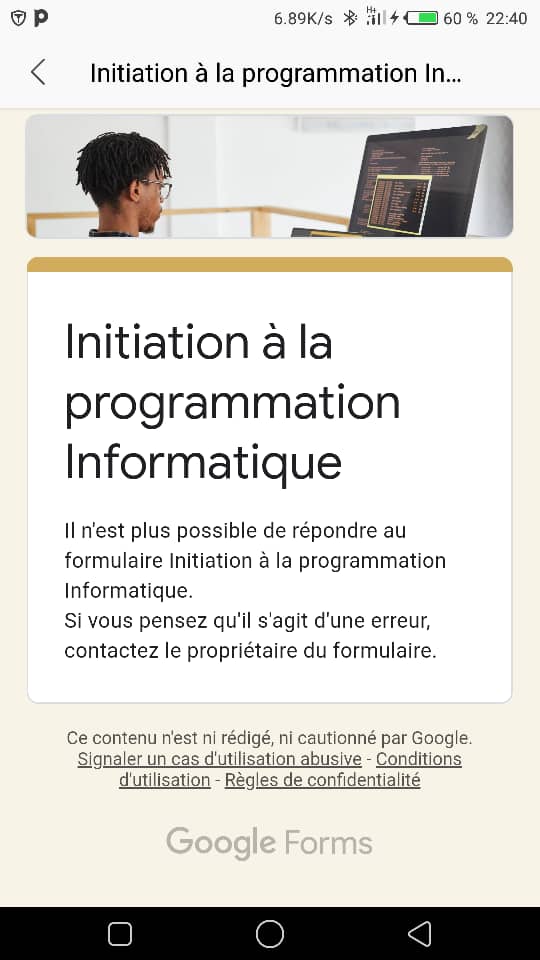 6.89K/s H+ 60 % 22:40
Initiation à la programmation In...
Initiation à la
programmation
Informatique
Il n'est plus possible de répondre au
formulaire Initiation à la programmation
Informatique.
Si vous pensez qu'il s'agit d'une erreur,
contactez le propriétaire du formulaire.
Ce contenu n'est ni rédigé, ni cautionné par Google.
Signaler un cas d'utilisation abusive - Conditions
d'utilisation - Règles de confidentialité
Google Forms